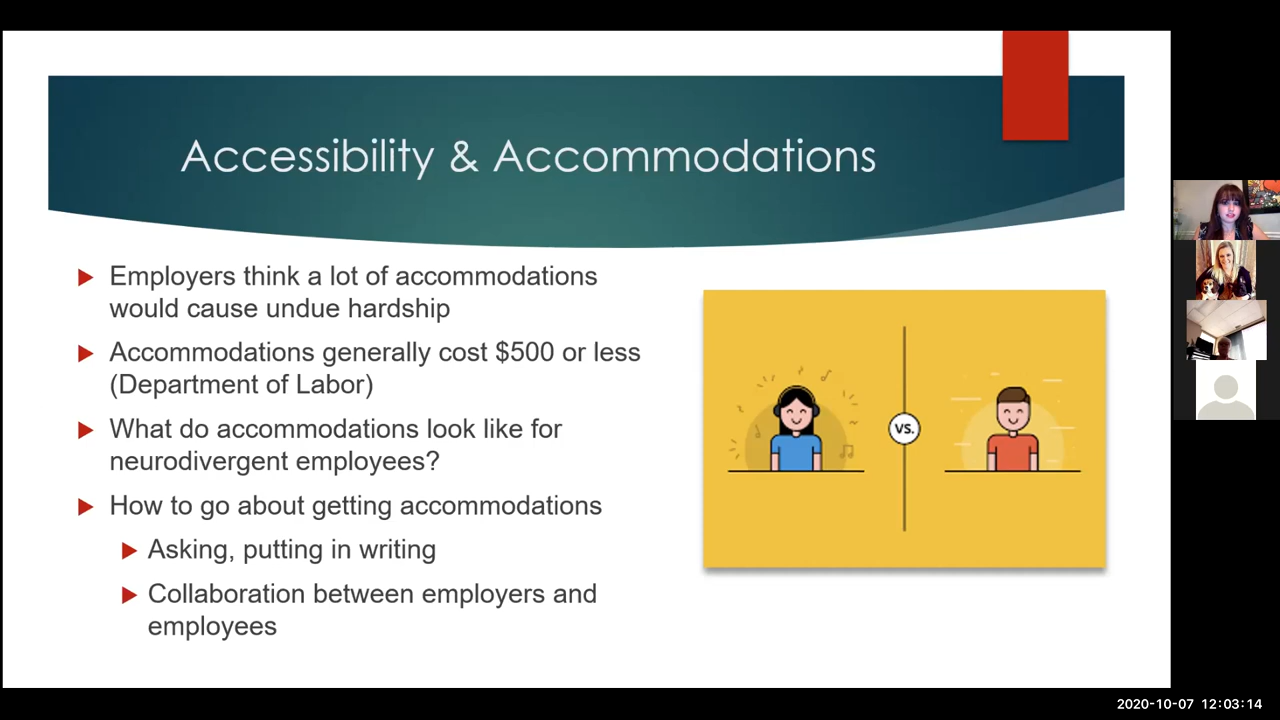 Accessibility & Accommodations
Employers think a lot of accommodations
would cause undue hardship
Accommodations generally cost $500 or less
(Department of Labor)
What do accommodations look like for
neurodivergent employees?
How to go about getting accommodations
Asking, putting in writing
Collaboration between employers and
employees
VS.
2020-10-07 12:03:14